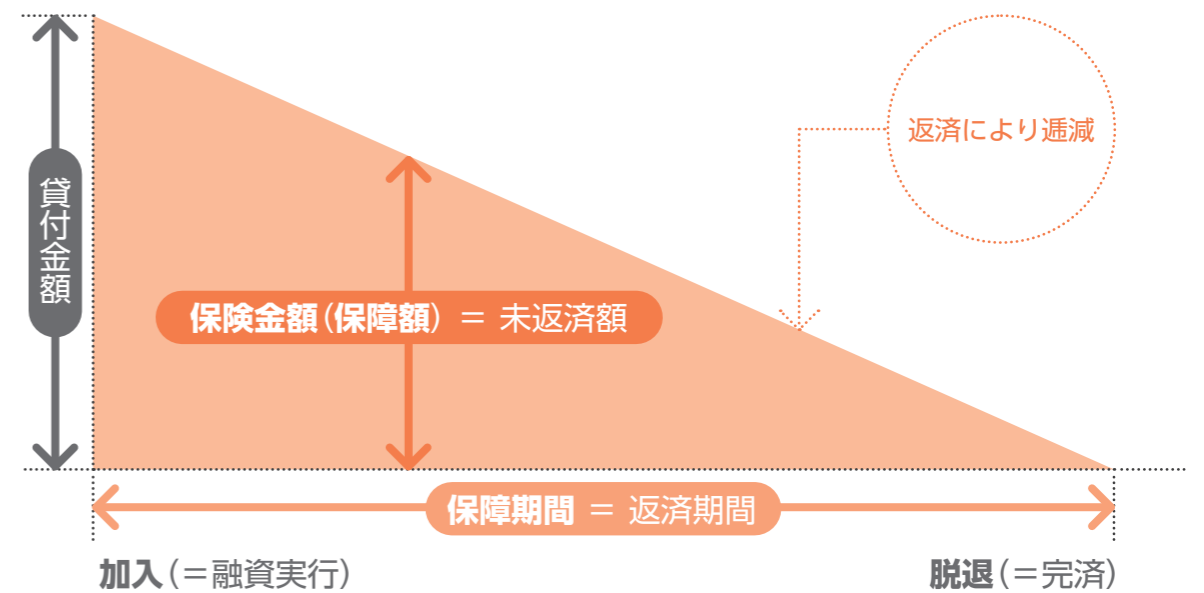 貸付金額
返済により逓減
保険金額(保障額) = 未返済額
保障期間 = 返済期間
加入(=融資実行)
脱退(=完済)